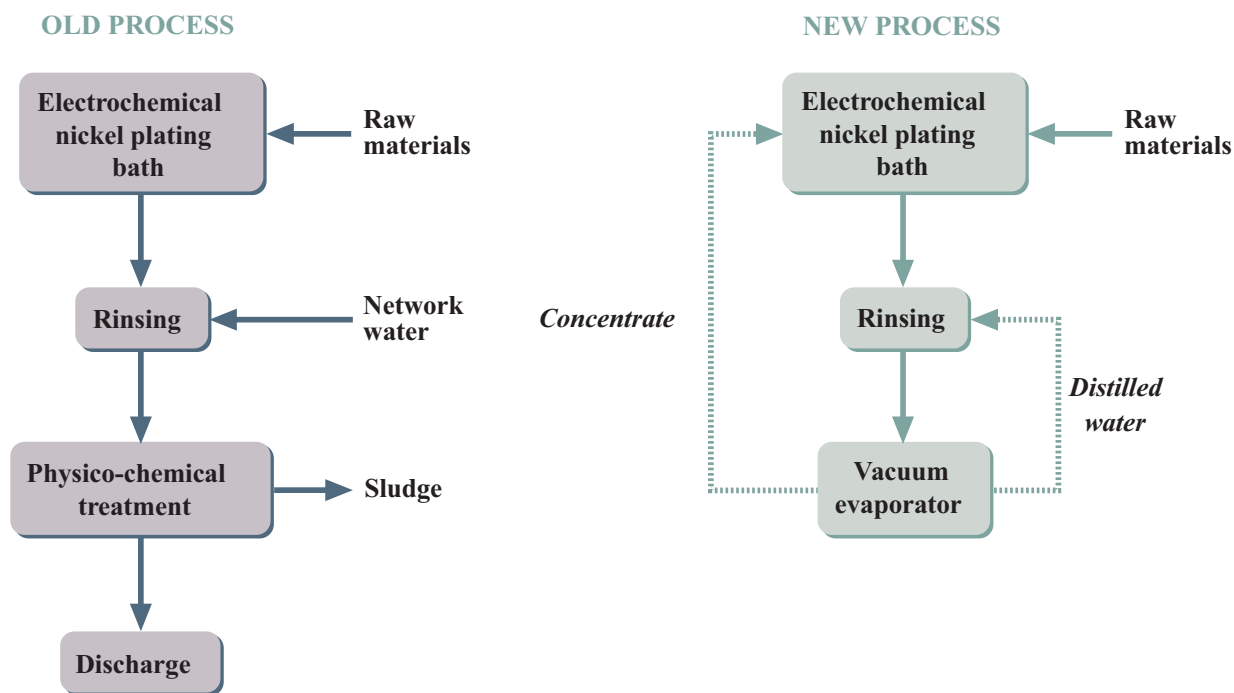 OLD PROCESS
Electrochemical
nickel plating
bath
Raw
materials
Rinsing
Network
water
Physico-chemical
treatment
Sludge
Discharge
NEW PROCESS
Electrochemical
nickel plating
bath
Raw
materials
Concentrate
Rinsing
Distilled
water
Vacuum
evaporator